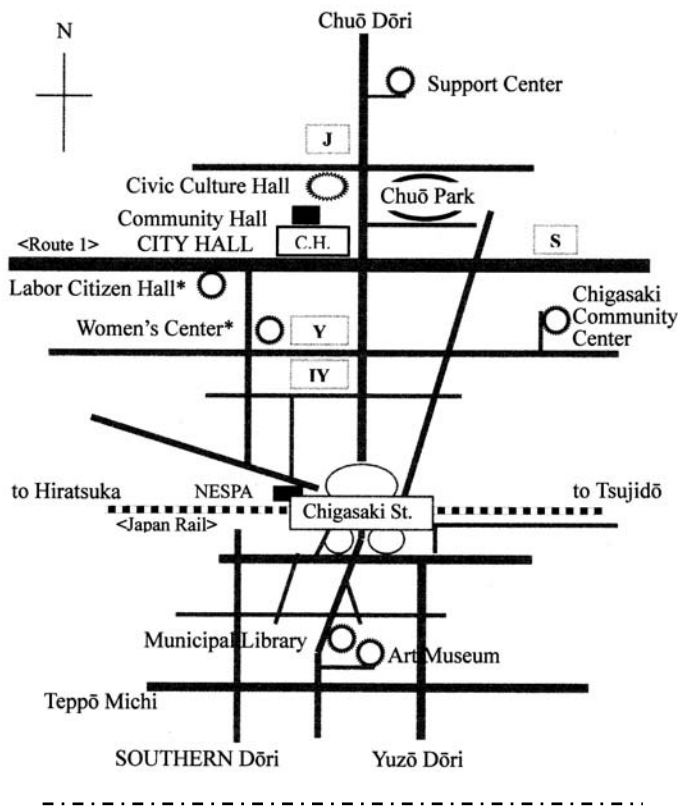 Chuō Dōri
N
Support Center
J
Civic Culture Hall
Chuō Park
Community Hall
<Route 1>
CITY HALL
C.H.
S
Labor Citizen Hall*
Chigasaki
Community
Center
Women's Center*
Y
IY
to Hiratsuka
NESPA
to Tsujidō
Chigasaki St.
<Japan Rail>
Municipal Library
Art Museum
Teppō Michi
SOUTHERN Dōri
Yuzō Dōri